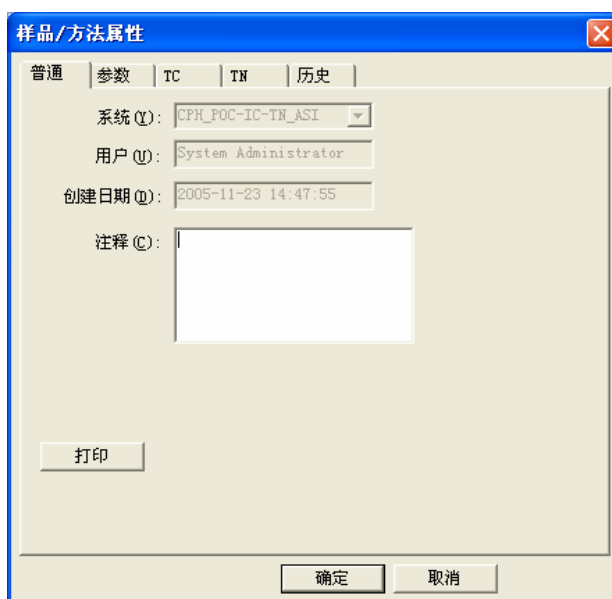 样品/方法属性
普通 参数 TC TN 历史
系统(Y): CPH_POC-IC-TN_ASI
用户(U): System Administrator
创建日期(D): 2005-11-23 14:47:55
注释(C):
打印
确定 取消